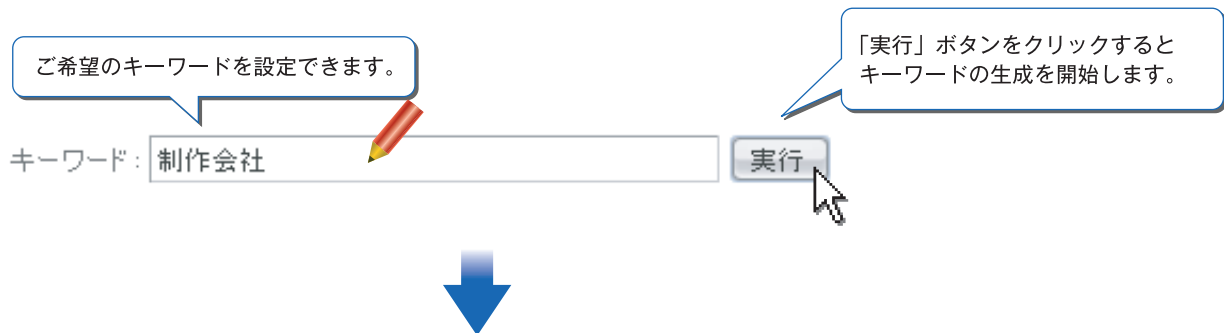 ご希望のキーワードを設定できます。
「実行」ボタンをクリックすると
キーワードの生成を開始します。
キーワード: 制作会社 実行